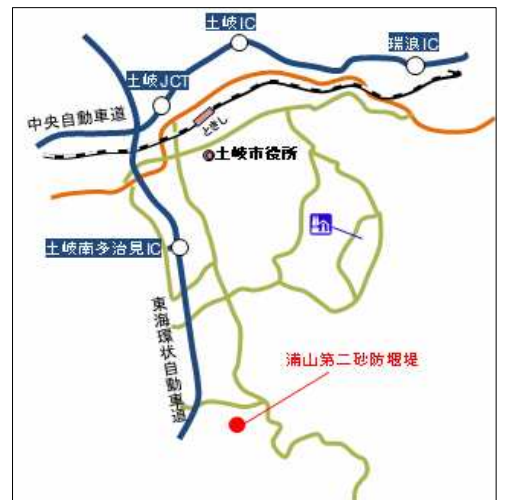 土岐IC
瑞浪IC
土岐JCT
中央自動車道
ときし
土岐市役所
土岐南多治見IC
東海環状自動車道
浦山第二砂防堰堤